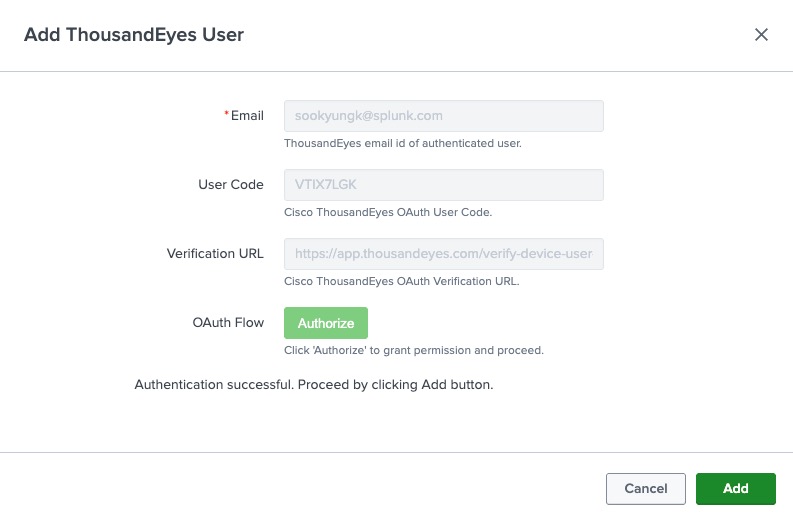 Add ThousandEyes User
*Email
sookyungk@splunk.com
ThousandEyes email id of authenticated user.
User Code
VTIX7LGK
Cisco ThousandEyes OAuth User Code.
Verification URL
https://app.thousandeyes.com/verify-device-user
Cisco ThousandEyes OAuth Verification URL.
OAuth Flow
Authorize
Click 'Authorize' to grant permission and proceed.
Authentication successful. Proceed by clicking Add button.
Cancel
Add